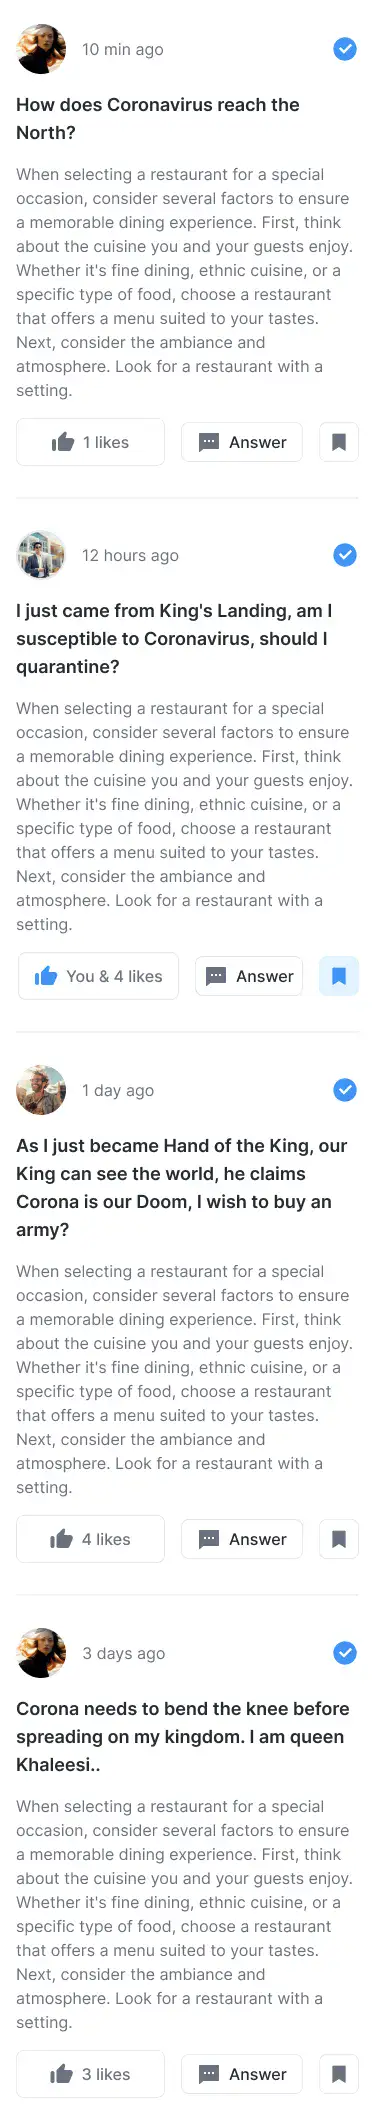 10 min ago
How does Coronavirus reach the
North?
When selecting a restaurant for a special
occasion, consider several factors to ensure
a memorable dining experience. First, think
about the cuisine you and your guests enjoy.
Whether it's fine dining, ethnic cuisine, or a
specific type of food, choose a restaurant
that offers a menu suited to your tastes.
Next, consider the ambiance and
atmosphere. Look for a restaurant with a
setting.
1 likes Answer
12 hours ago
I just came from King's Landing, am I
susceptible to Coronavirus, should I
quarantine?
When selecting a restaurant for a special
occasion, consider several factors to ensure
a memorable dining experience. First, think
about the cuisine you and your guests enjoy.
Whether it's fine dining, ethnic cuisine, or a
specific type of food, choose a restaurant
that offers a menu suited to your tastes.
Next, consider the ambiance and
atmosphere. Look for a restaurant with a
setting.
You & 4 likes Answer
1 day ago
As I just became Hand of the King, our
King can see the world, he claims
Corona is our Doom, I wish to buy an
army?
When selecting a restaurant for a special
occasion, consider several factors to ensure
a memorable dining experience. First, think
about the cuisine you and your guests enjoy.
Whether it's fine dining, ethnic cuisine, or a
specific type of food, choose a restaurant
that offers a menu suited to your tastes.
Next, consider the ambiance and
atmosphere. Look for a restaurant with a
setting.
4 likes Answer
3 days ago
Corona needs to bend the knee before
spreading on my kingdom. I am queen
Khaleesi..
When selecting a restaurant for a special
occasion, consider several factors to ensure
a memorable dining experience. First, think
about the cuisine you and your guests enjoy.
Whether it's fine dining, ethnic cuisine, or a
specific type of food, choose a restaurant
that offers a menu suited to your tastes.
Next, consider the ambiance and
atmosphere. Look for a restaurant with a
setting.
3 likes Answer